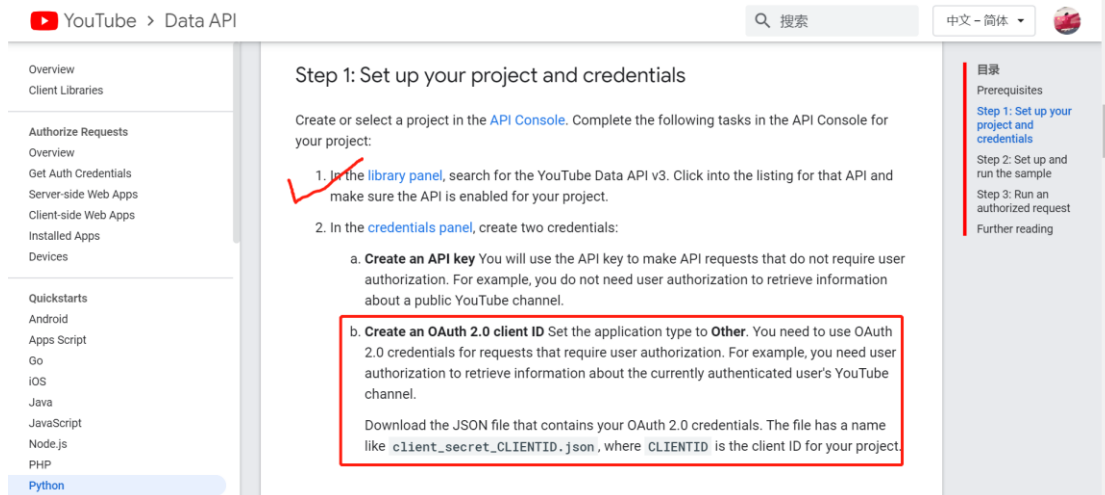 YouTube > Data API
搜索
中文 – 简体
Overview
Client Libraries
Authorize Requests
Overview
Get Auth Credentials
Server-side Web Apps
Client-side Web Apps
Installed Apps
Devices
Quickstarts
Android
Apps Script
Go
iOS
Java
JavaScript
Node.js
PHP
Python
Step 1: Set up your project and credentials
Create or select a project in the API Console. Complete the following tasks in the API Console for
your project:
1. In the library panel, search for the YouTube Data API v3. Click into the listing for that API and
make sure the API is enabled for your project.
2. In the credentials panel, create two credentials:
a. Create an API key You will use the API key to make API requests that do not require user
authorization. For example, you do not need user authorization to retrieve information
about a public YouTube channel.
b. Create an OAuth 2.0 client ID Set the application type to Other. You need to use OAuth
2.0 credentials for requests that require user authorization. For example, you need user
authorization to retrieve information about the currently authenticated user's YouTube
channel.
Download the JSON file that contains your OAuth 2.0 credentials. The file has a name
like client_secret_CLIENTID.json, where CLIENTID is the client ID for your project.
目录
Prerequisites
Step 1: Set up your
project and
credentials
Step 2: Set up and
run the sample
Step 3: Run an
authorized request
Further reading